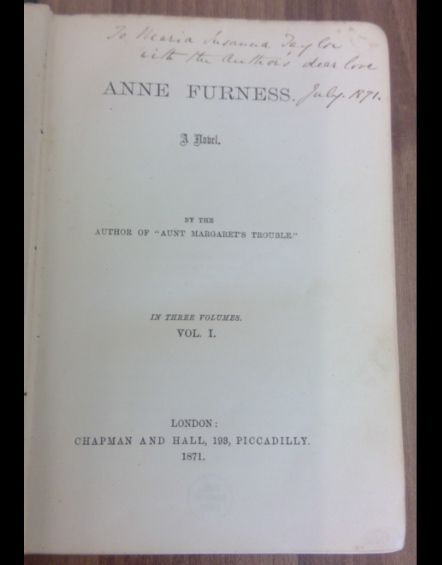 To Maria Susanna Taylor
with the Author's dear love
July. 1871.
ANNE FURNESS.
A Novel.
BY THE
AUTHOR OF "AUNT MARGARET'S TROUBLE"
IN THREE VOLUMES.
VOL. I.
LONDON:
CHAPMAN AND HALL, 193, PICCADILLY.
1871.